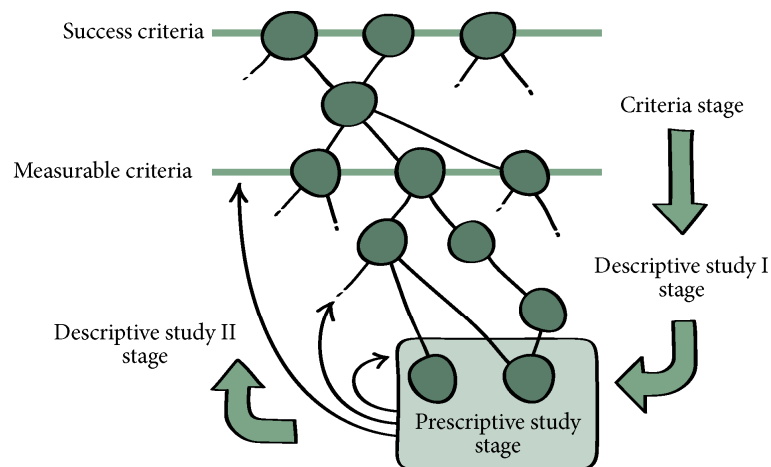 Success criteria
Criteria stage
Measurable criteria
Descriptive study I
stage
Descriptive study II
stage
Prescriptive study
stage